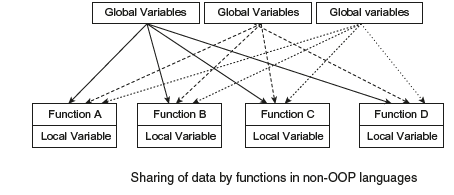 Global Variables Global Variables Global variables
Function A Function B Function C Function D
Local Variable Local Variable Local Variable Local Variable
Sharing of data by functions in non-OOP languages